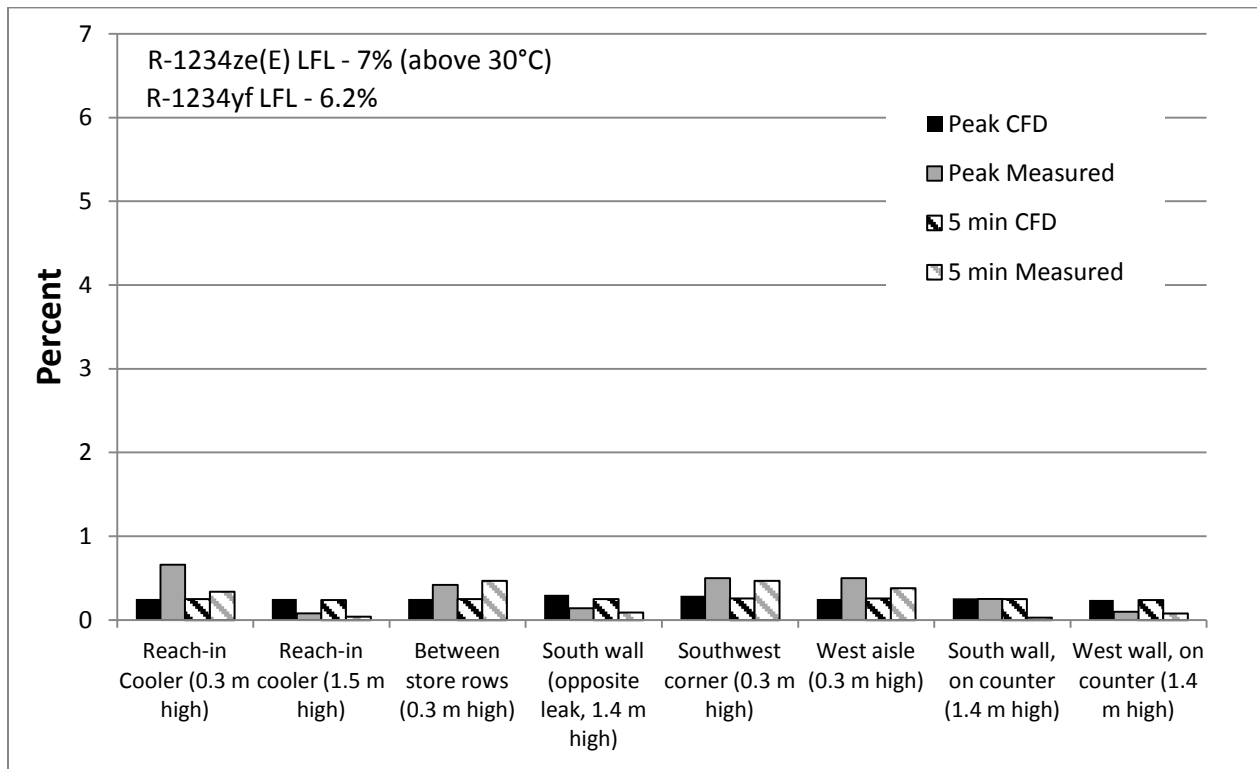 7
R-1234ze(E) LFL - 7% (above 30°C)
R-1234yf LFL - 6.2%
6
5
4
3
2
1
0
Percent
Peak CFD
Peak Measured
5 min CFD
5 min Measured
Reach-in
Cooler (0.3 m
high)
Reach-in
cooler (1.5 m
high)
Between
store rows
(0.3 m high)
South wall
(opposite
leak, 1.4 m
high)
Southwest
corner (0.3 m
high)
West aisle
(0.3 m high)
South wall,
on counter
(1.4 m high)
West wall, on
counter (1.4
m high)